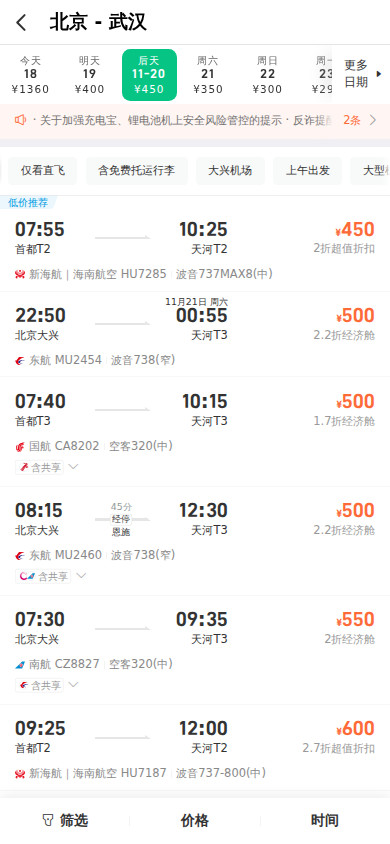 北京 - 武汉
今天 明天 后天 周六 周日 周一
18 19 11-20 21 22 23
¥1360 ¥400 ¥450 ¥350 ¥300 ¥29
更多
日期
· 关于加强充电宝、锂电池机上安全风险管控的提示 · 反诈提 2条
仅看直飞 含免费托运行李 大兴机场 上午出发 大型
低价推荐
07:55 10:25 ¥450
首都T2 天河T2 2折超值折扣
新海航｜海南航空 HU7285 波音737MAX8(中)
11月21日 周六
22:50 00:55 ¥500
北京大兴 天河T3 2.2折经济舱
东航 MU2454 波音738(窄)
07:40 10:15 ¥500
首都T3 天河T3 1.7折经济舱
国航 CA8202 空客320(中)
含共享
45分
08:15 经停 12:30 ¥500
北京大兴 恩施 天河T3 2.2折经济舱
东航 MU2460 波音738(窄)
含共享
07:30 09:35 ¥550
北京大兴 天河T3 2折经济舱
南航 CZ8827 空客320(中)
含共享
09:25 12:00 ¥600
首都T2 天河T2 2.7折超值折扣
新海航｜海南航空 HU7187 波音737-800(中)
筛选 价格 时间